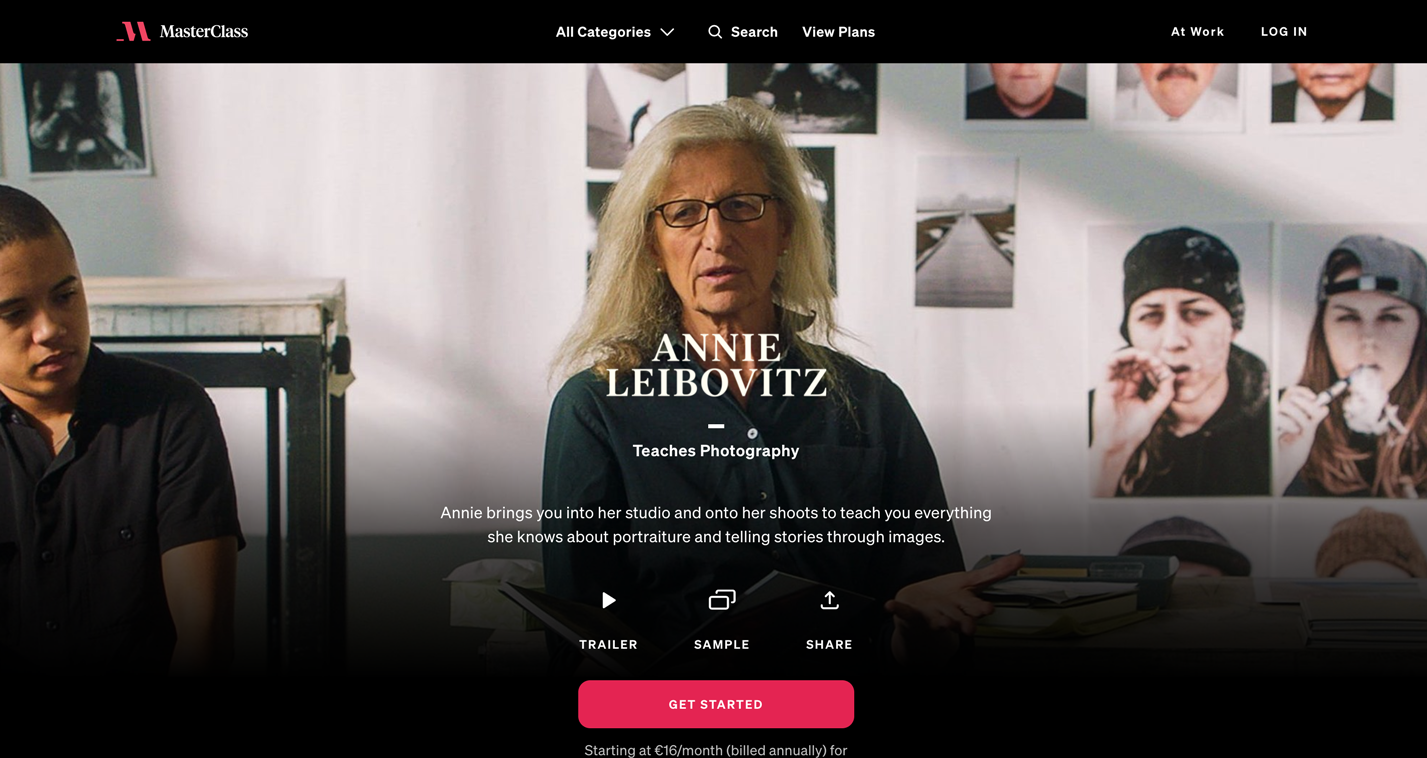 MasterClass
All Categories
Search
View Plans
At Work
LOG IN
ANNIE
LEIBOVITZ
Teaches Photography
Annie brings you into her studio and onto her shoots to teach you everything
she knows about portraiture and telling stories through images.
TRAILER
SAMPLE
SHARE
GET STARTED
Starting at €16/month (billed annually) for